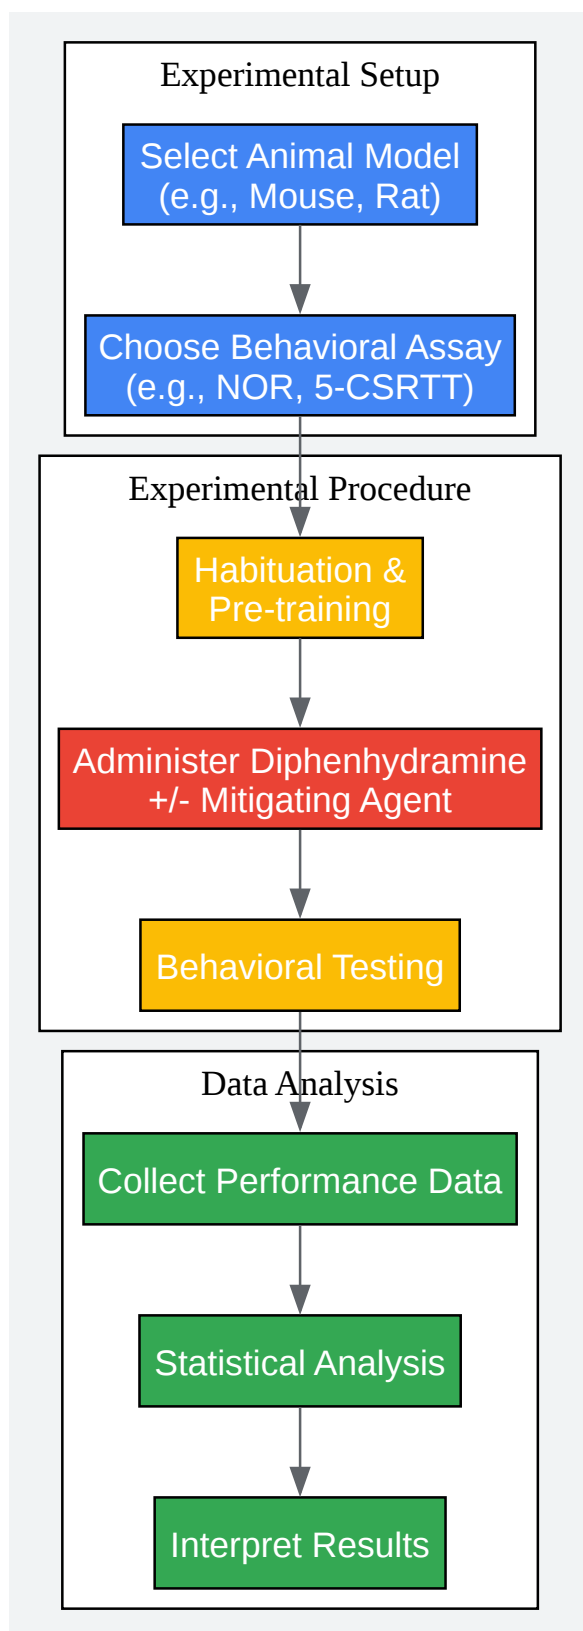 Experimental Setup
Select Animal Model
(e.g., Mouse, Rat)
Choose Behavioral Assay
(e.g., NOR, 5-CSRTT)
Experimental Procedure
Habituation &
Pre-training
Administer Diphenhydramine
+/- Mitigating Agent
Behavioral Testing
Data Analysis
Collect Performance Data
Statistical Analysis
Interpret Results